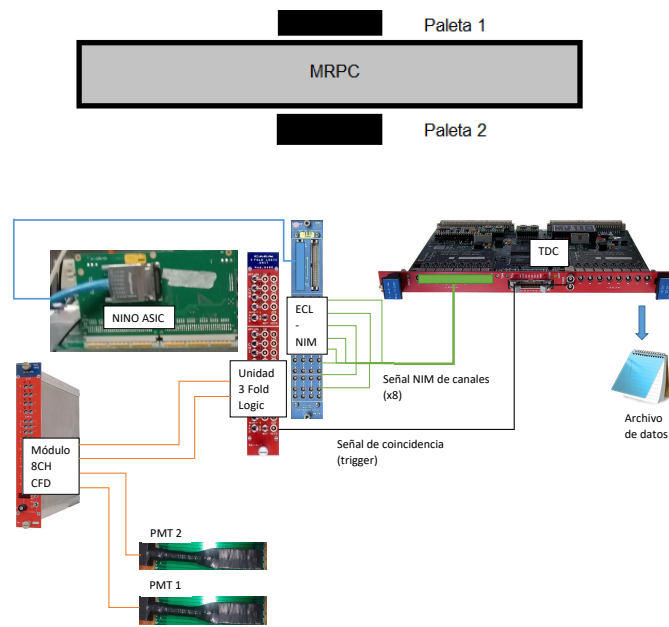 Paleta 1
MRPC
Paleta 2
TDC
NINO ASIC
ECL
-
NIM
Unidad
3 Fold
Logic
Señal NIM de canales
(x8)
Archivo
de datos
Señal de coincidencia
(trigger)
Módulo
8CH
CFD
PMT 2
PMT 1